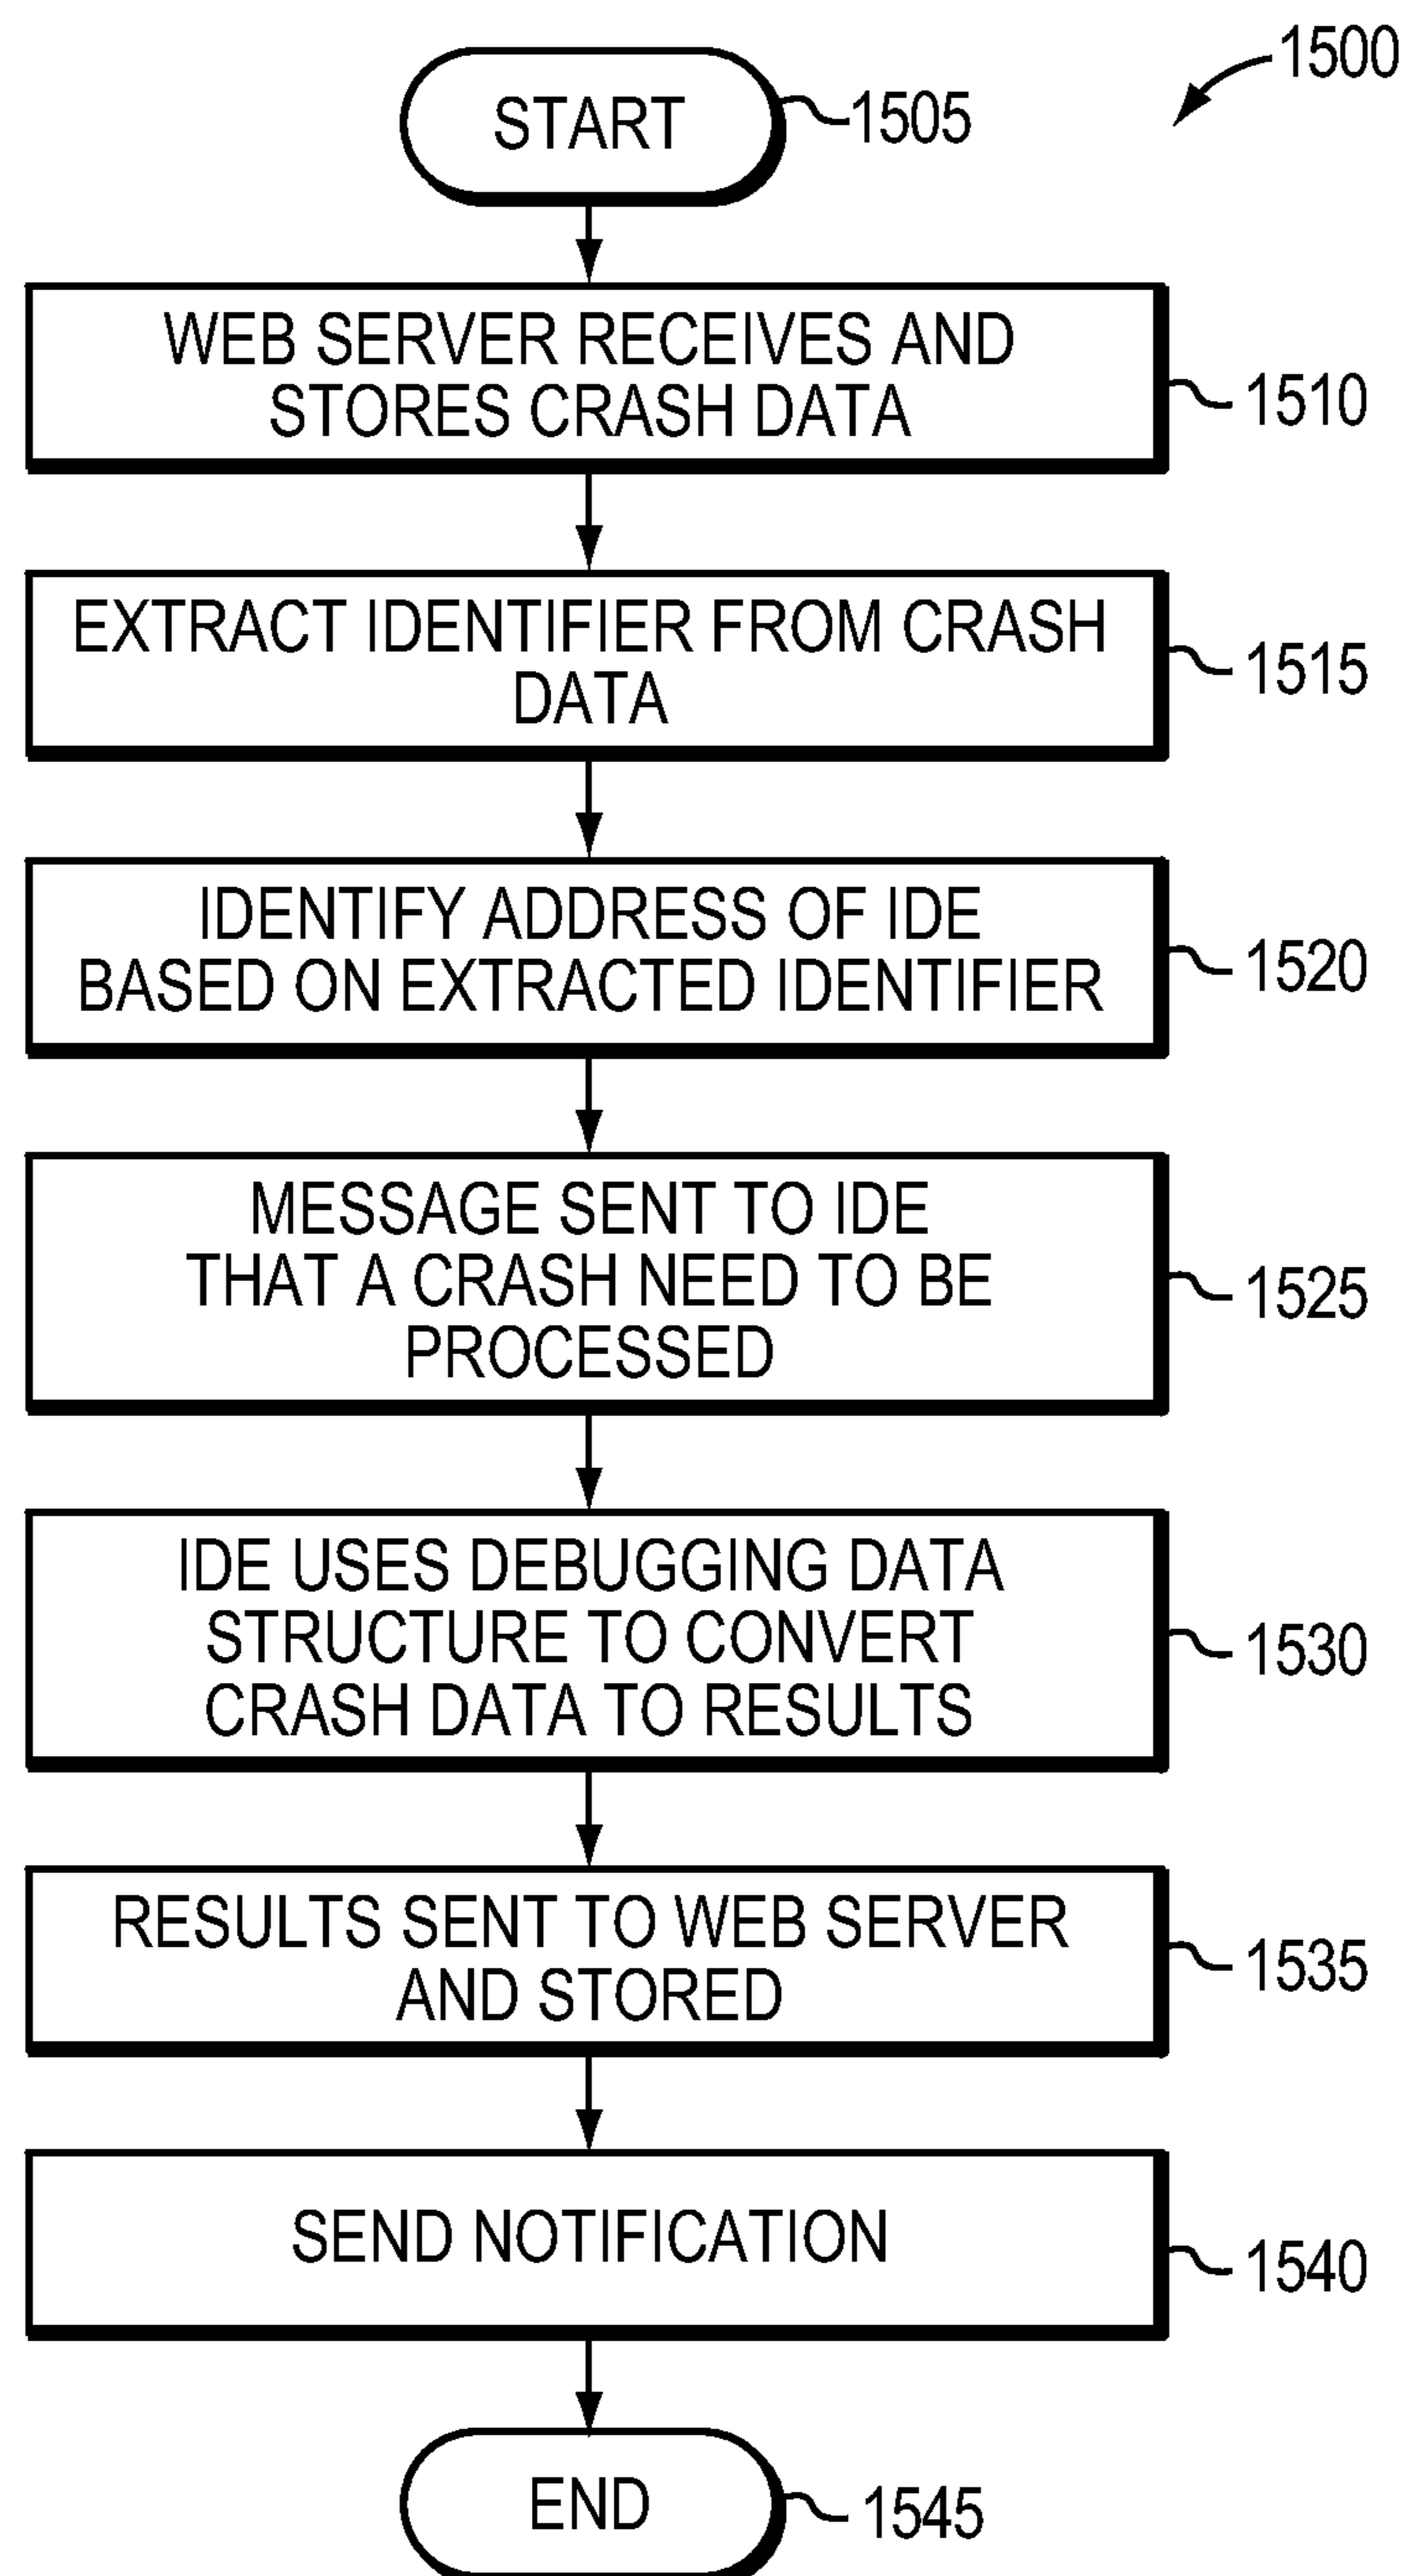 1500
START
1505
WEB SERVER RECEIVES AND
STORES CRASH DATA
1510
EXTRACT IDENTIFIER FROM CRASH
DATA
1515
IDENTIFY ADDRESS OF IDE
BASED ON EXTRACTED IDENTIFIER
1520
MESSAGE SENT TO IDE
THAT A CRASH NEED TO BE
PROCESSED
1525
IDE USES DEBUGGING DATA
STRUCTURE TO CONVERT
CRASH DATA TO RESULTS
1530
RESULTS SENT TO WEB SERVER
AND STORED
1535
SEND NOTIFICATION
1540
END
1545